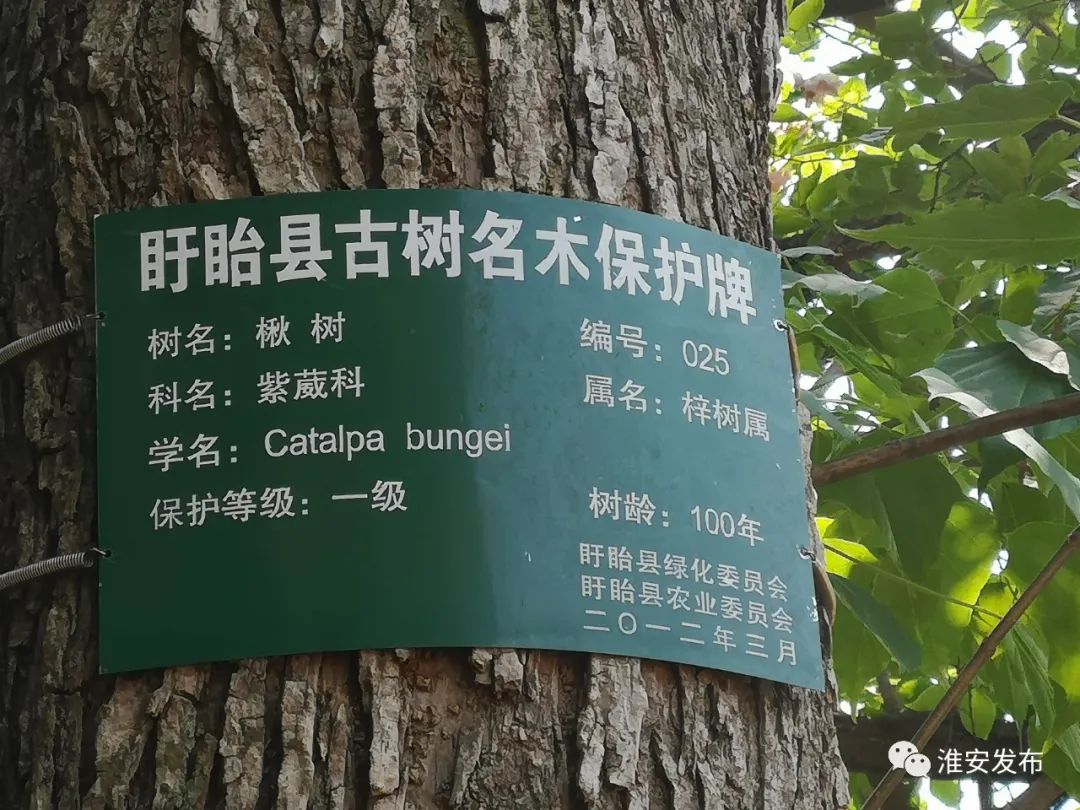 盱眙县古树名木保护牌
树名：楸 树 编号：025
科名：紫葳科 属名：梓树属
学名：Catalpa bungei
保护等级：一级 树龄：100年
盱眙县绿化委员会
盱眙县农业委员会
二〇一二年三月
淮安发布